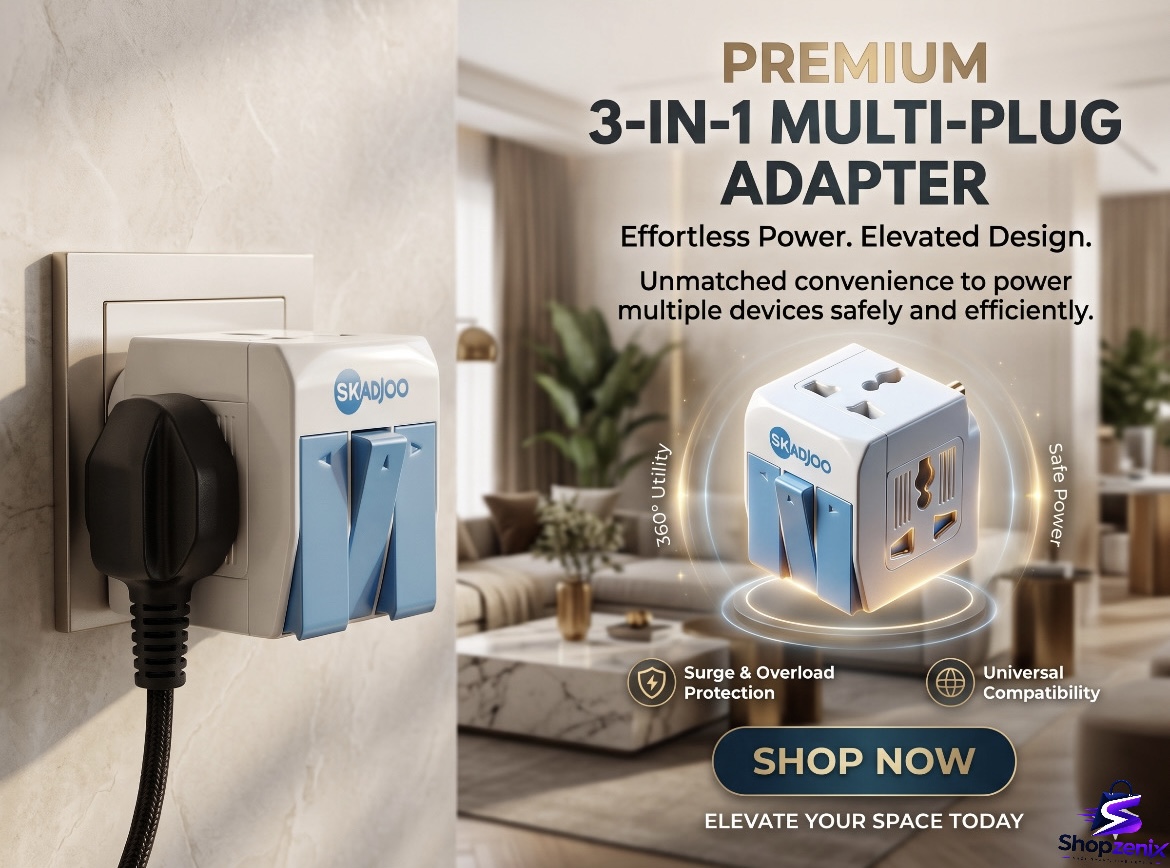 PREMIUM
3-IN-1 MULTI-PLUG
ADAPTER
Effortless Power. Elevated Design.
Unmatched convenience to power
multiple devices safely and efficiently.
SKADJOO
SKADJOO
360° Utility
Safe Power
Surge & Overload
Protection
Universal
Compatibility
SHOP NOW
ELEVATE YOUR SPACE TODAY
Shopzenix